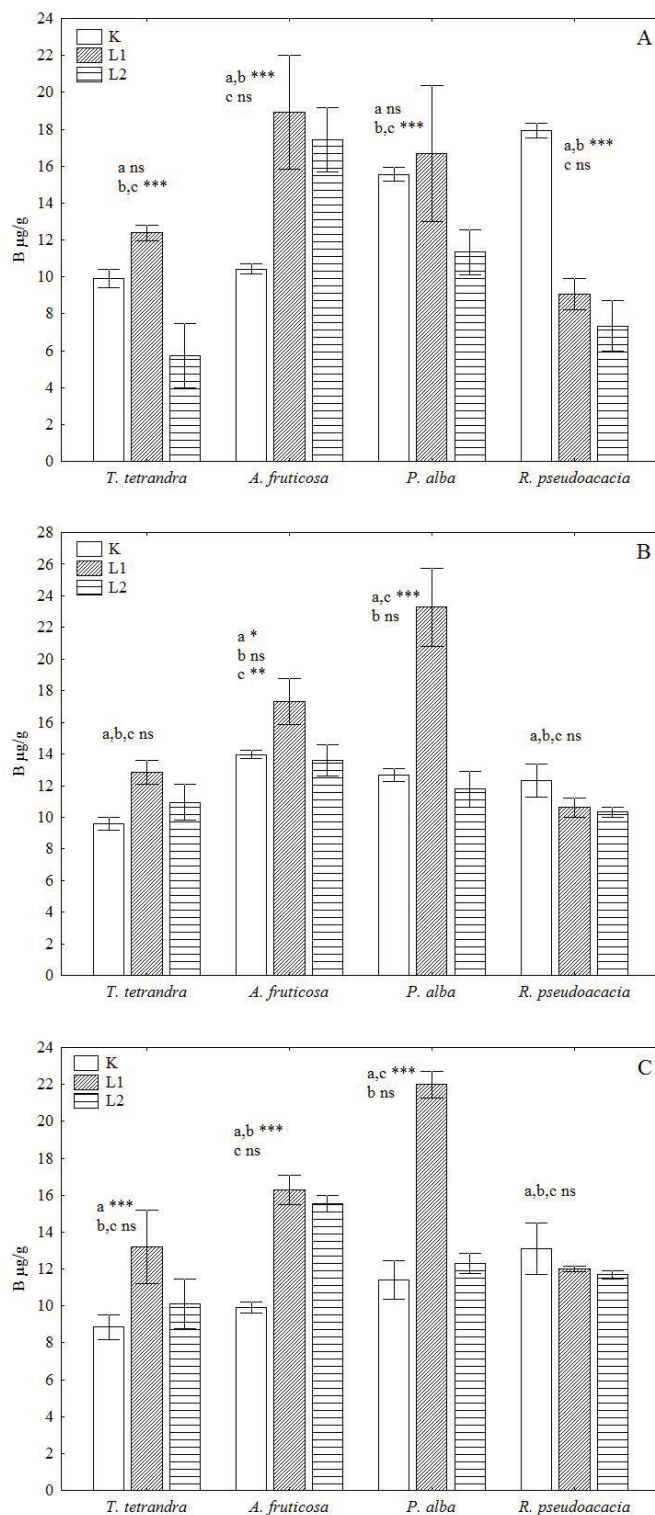 24
22
20
18
16
14
12
10
8
6
4
2
0
B µg/g
K
L1
L2
A
a ns
b,c ***
a,b ***
c ns
a ns
b,c ***
a,b ***
c ns
T. tetrandra
A. fruticosa
P. alba
R. pseudoacacia
28
26
24
22
20
18
16
14
12
10
8
6
4
2
0
B µg/g
K
L1
L2
B
a,b,c ns
a *
b ns
c **
a,c ***
b ns
a,b,c ns
T. tetrandra
A. fruticosa
P. alba
R. pseudoacacia
24
22
20
18
16
14
12
10
8
6
4
2
0
B µg/g
K
L1
L2
C
a ***
b,c ns
a,b ***
c ns
a,c ***
b ns
a,b,c ns
T. tetrandra
A. fruticosa
P. alba
R. pseudoacacia